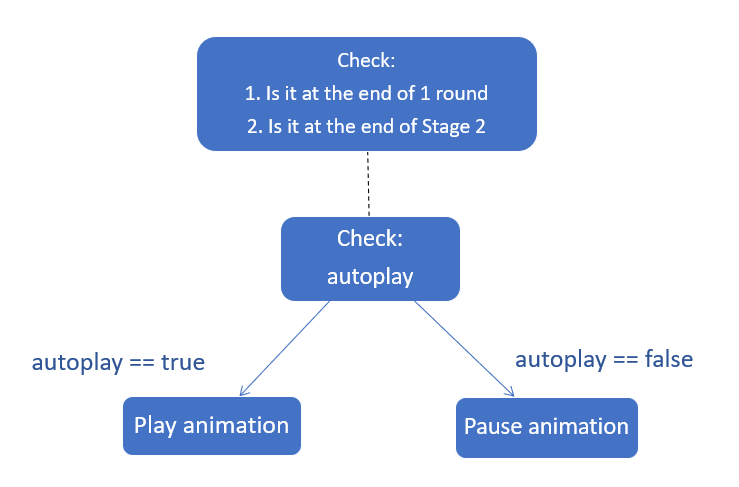 Check:
1. Is it at the end of 1 round
2. Is it at the end of Stage 2
Check:
autoplay
autoplay == true
autoplay == false
Play animation
Pause animation